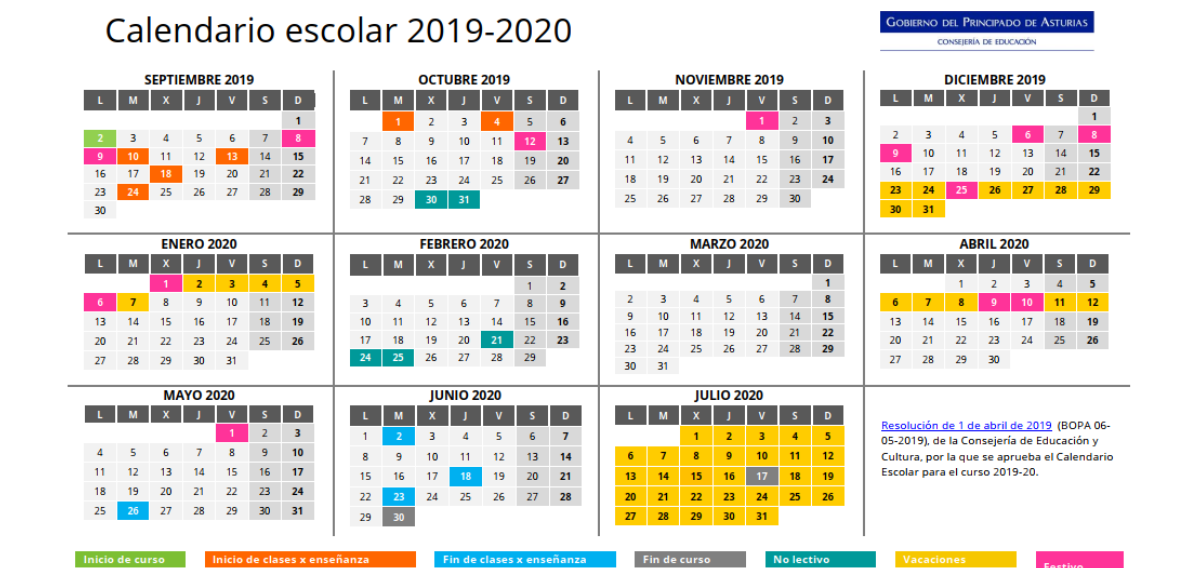 Calendario escolar 2019-2020
GOBIERNO DEL PRINCIPADO DE ASTURIAS
CONSEJERÍA DE EDUCACIÓN
SEPTIEMBRE 2019
L M X J V S D
1
2 3 4 5 6 7 8
9 10 11 12 13 14 15
16 17 18 19 20 21 22
23 24 25 26 27 28 29
30
OCTUBRE 2019
L M X J V S D
1 2 3 4 5 6
7 8 9 10 11 12 13
14 15 16 17 18 19 20
21 22 23 24 25 26 27
28 29 30 31
NOVIEMBRE 2019
L M X J V S D
1 2 3
4 5 6 7 8 9 10
11 12 13 14 15 16 17
18 19 20 21 22 23 24
25 26 27 28 29 30
DICIEMBRE 2019
L M X J V S D
1
2 3 4 5 6 7 8
9 10 11 12 13 14 15
16 17 18 19 20 21 22
23 24 25 26 27 28 29
30 31
ENERO 2020
L M X J V S D
1 2 3 4 5
6 7 8 9 10 11 12
13 14 15 16 17 18 19
20 21 22 23 24 25 26
27 28 29 30 31
FEBRERO 2020
L M X J V S D
1 2
3 4 5 6 7 8 9
10 11 12 13 14 15 16
17 18 19 20 21 22 23
24 25 26 27 28 29
MARZO 2020
L M X J V S D
1
2 3 4 5 6 7 8
9 10 11 12 13 14 15
16 17 18 19 20 21 22
23 24 25 26 27 28 29
30 31
ABRIL 2020
L M X J V S D
1 2 3 4 5
6 7 8 9 10 11 12
13 14 15 16 17 18 19
20 21 22 23 24 25 26
27 28 29 30
MAYO 2020
L M X J V S D
1 2 3
4 5 6 7 8 9 10
11 12 13 14 15 16 17
18 19 20 21 22 23 24
25 26 27 28 29 30 31
JUNIO 2020
L M X J V S D
1 2 3 4 5 6 7
8 9 10 11 12 13 14
15 16 17 18 19 20 21
22 23 24 25 26 27 28
29 30
JULIO 2020
L M X J V S D
1 2 3 4 5
6 7 8 9 10 11 12
13 14 15 16 17 18 19
20 21 22 23 24 25 26
27 28 29 30 31
Resolución de 1 de abril de 2019 (BOPA 06-
05-2019), de la Consejería de Educación y
Cultura, por la que se aprueba el Calendario
Escolar para el curso 2019-20.
Inicio de curso
Inicio de clases x enseñanza
Fin de clases x enseñanza
Fin de curso
No lectivo
Vacaciones
Festivo